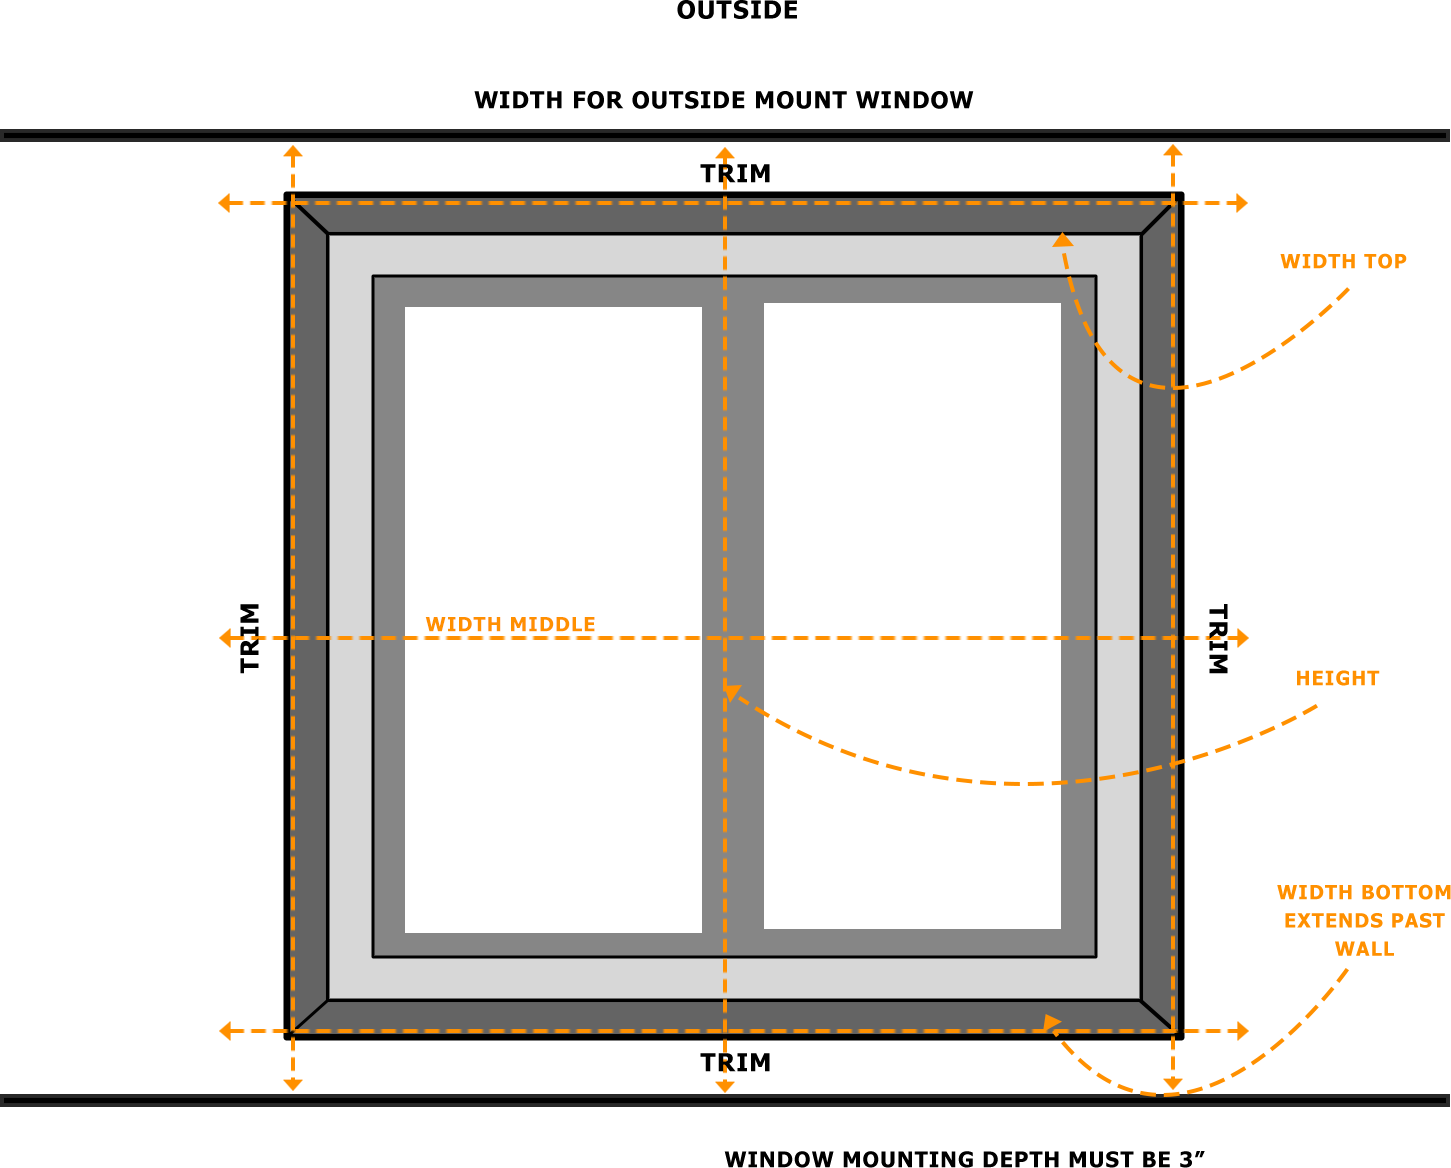 OUTSIDE
WIDTH FOR OUTSIDE MOUNT WINDOW
TRIM
WIDTH TOP
TRIM
WIDTH MIDDLE
TRIM
HEIGHT
WIDTH BOTTOM
EXTENDS PAST
WALL
TRIM
WINDOW MOUNTING DEPTH MUST BE 3”